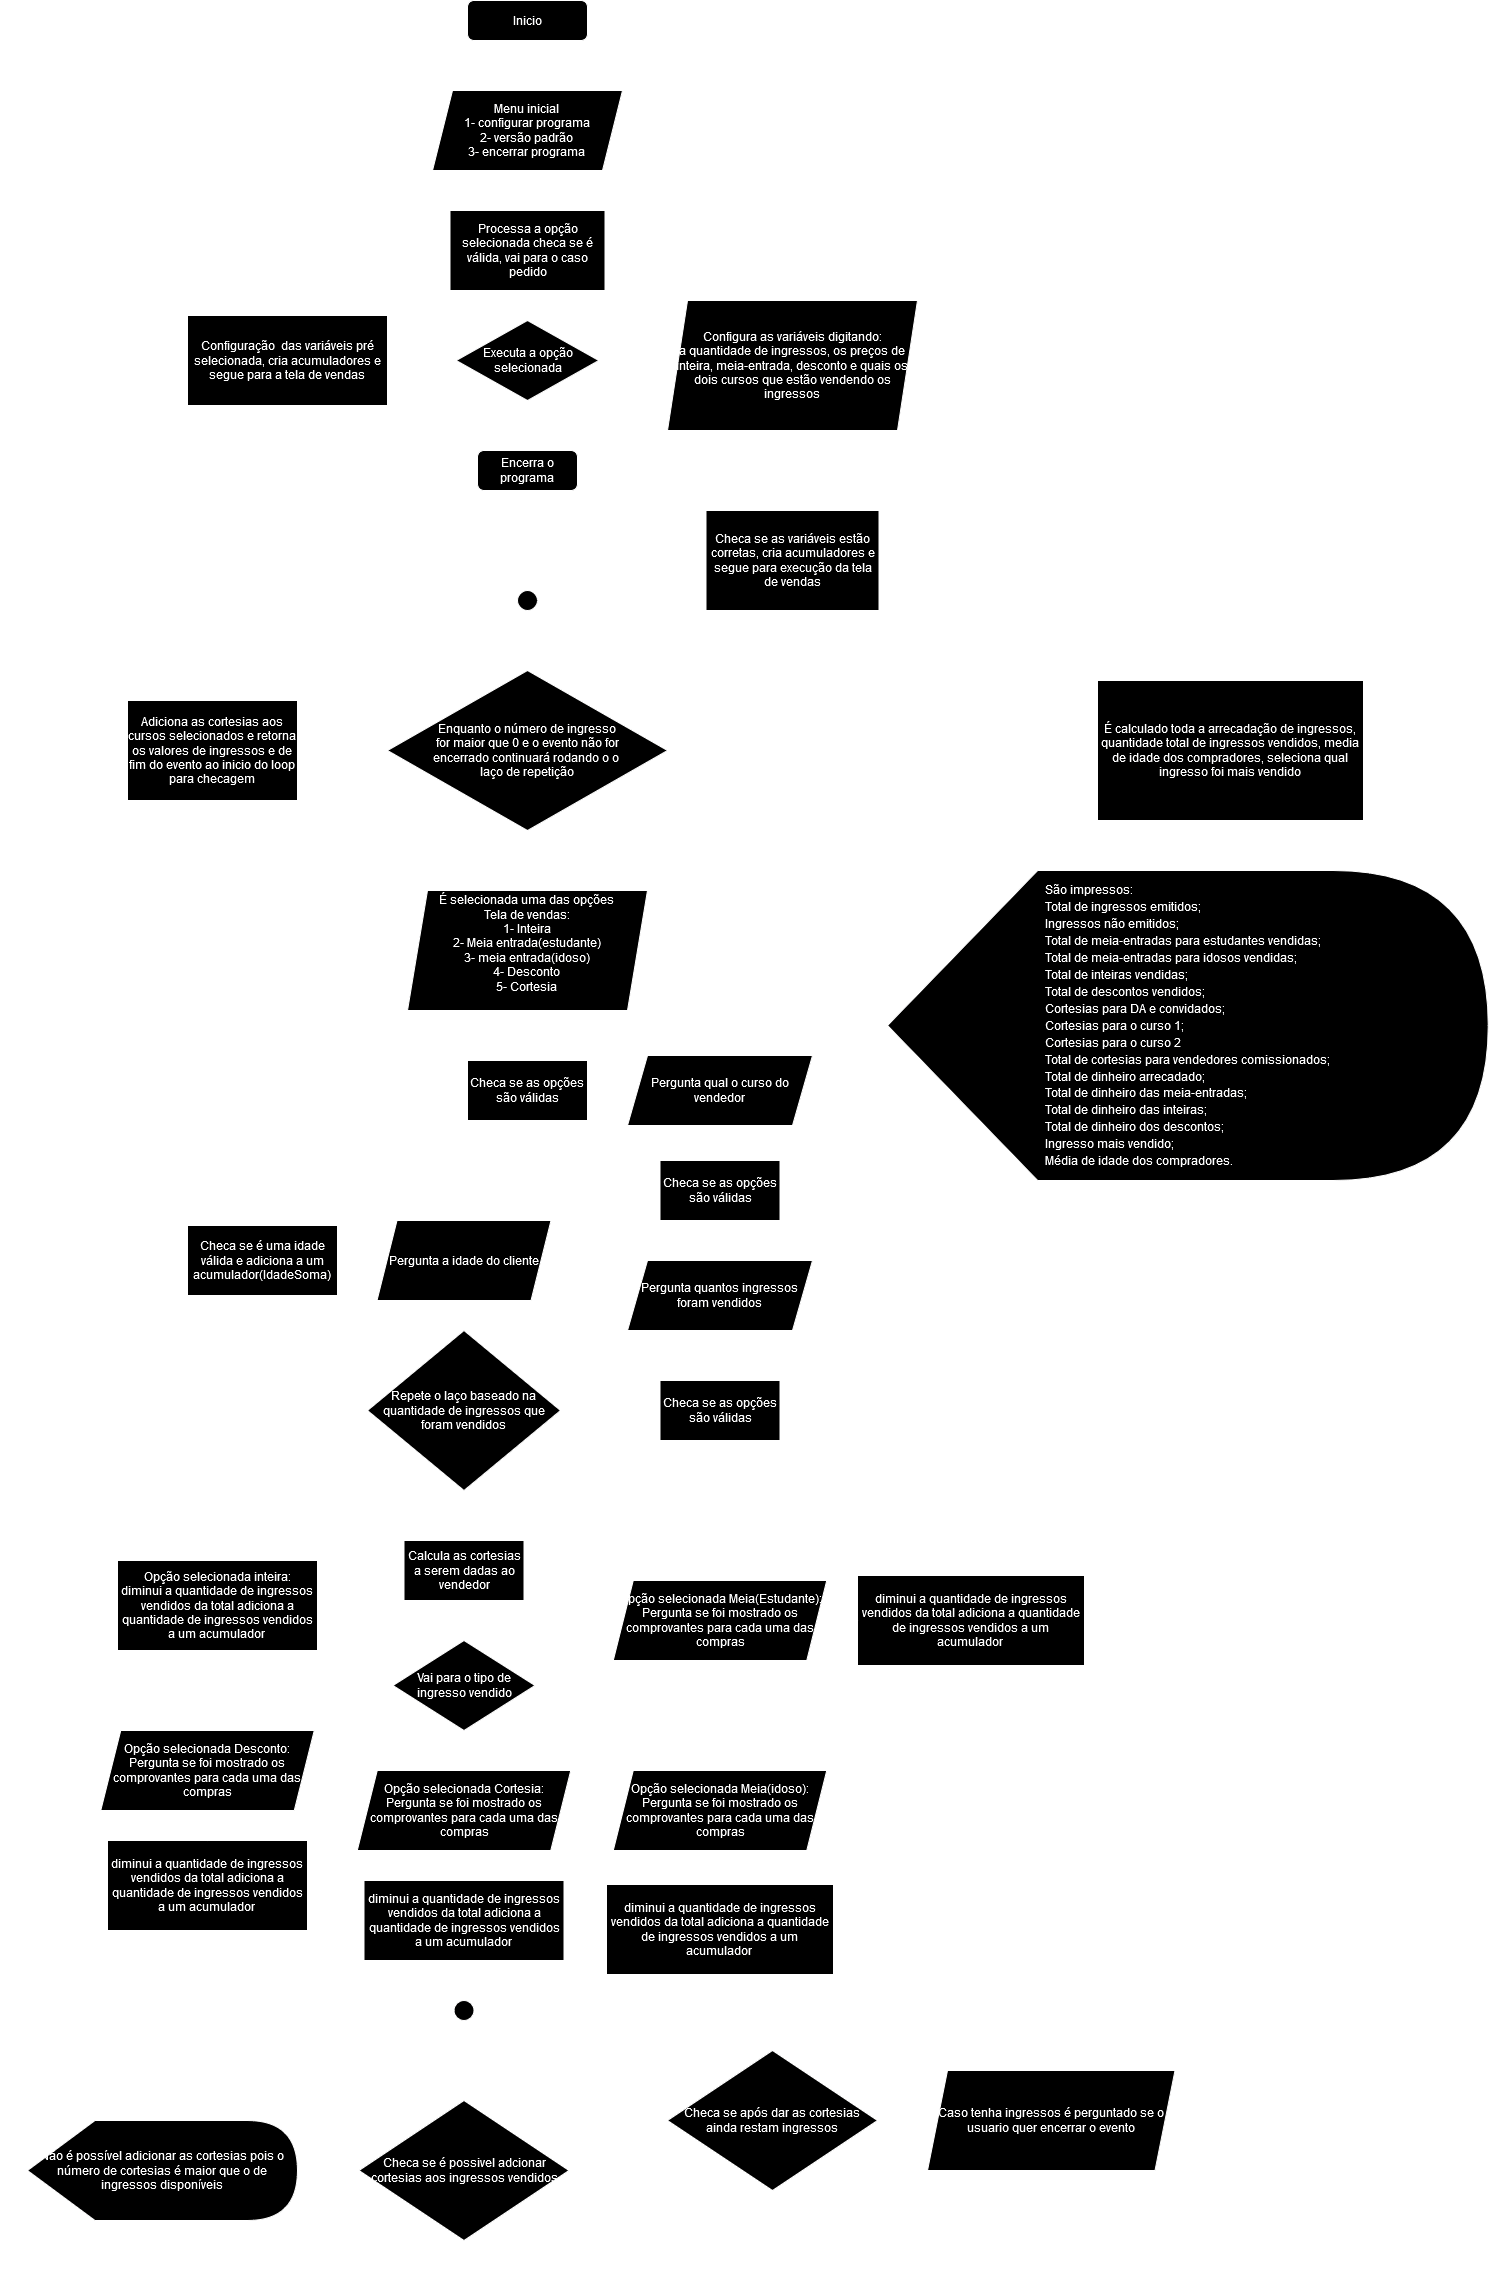 Inicio
Menu inicial
1- configurar programa
2- versão padrão
3- encerrar programa
Processa a opção
selecionada checa se é
válida, vai para o caso
pedido
Configuração  das variáveis pré
selecionada, cria acumuladores e
segue para a tela de vendas
Executa a opção
selecionada
Configura as variáveis digitando:
a quantidade de ingressos, os preços de
inteira, meia-entrada, desconto e quais os
dois cursos que estão vendendo os
ingressos
Encerra o
programa
Checa se as variáveis estão
corretas, cria acumuladores e
segue para execução da tela
de vendas
Adiciona as cortesias aos
cursos selecionados e retorna
os valores de ingressos e de
fim do evento ao inicio do loop
para checagem
Enquanto o número de ingresso
for maior que 0 e o evento não for
encerrado continuará rodando o o
laço de repetição
É calculado toda a arrecadação de ingressos,
quantidade total de ingressos vendidos, media
de idade dos compradores, seleciona qual
ingresso foi mais vendido
É selecionada uma das opções
Tela de vendas:
1- Inteira
2- Meia entrada(estudante)
3- meia entrada(idoso)
4- Desconto
5- Cortesia
São impressos:
Total de ingressos emitidos;
Ingressos não emitidos;
Total de meia-entradas para estudantes vendidas;
Total de meia-entradas para idosos vendidas;
Total de inteiras vendidas;
Total de descontos vendidos;
Cortesias para DA e convidados;
Cortesias para o curso 1;
Cortesias para o curso 2
Total de cortesias para vendedores comissionados;
Total de dinheiro arrecadado;
Total de dinheiro das meia-entradas;
Total de dinheiro das inteiras;
Total de dinheiro dos descontos;
Ingresso mais vendido;
Média de idade dos compradores.
Checa se as opções
são válidas
Pergunta qual o curso do
vendedor
Checa se as opções
são válidas
Checa se é uma idade
válida e adiciona a um
acumulador(IdadeSoma)
Pergunta a idade do cliente
Pergunta quantos ingressos
foram vendidos
Repete o laço baseado na
quantidade de ingressos que
foram vendidos
Checa se as opções
são válidas
Calcula as cortesias
a serem dadas ao
vendedor
Opção selecionada inteira:
diminui a quantidade de ingressos
vendidos da total adiciona a
quantidade de ingressos vendidos
a um acumulador
Opção selecionada Meia(Estudante):
Pergunta se foi mostrado os
comprovantes para cada uma das
compras
diminui a quantidade de ingressos
vendidos da total adiciona a quantidade
de ingressos vendidos a um
acumulador
Vai para o tipo de
ingresso vendido
Opção selecionada Desconto:
Pergunta se foi mostrado os
comprovantes para cada uma das
compras
Opção selecionada Cortesia:
Pergunta se foi mostrado os
comprovantes para cada uma das
compras
Opção selecionada Meia(idoso):
Pergunta se foi mostrado os
comprovantes para cada uma das
compras
diminui a quantidade de ingressos
vendidos da total adiciona a
quantidade de ingressos vendidos
a um acumulador
diminui a quantidade de ingressos
vendidos da total adiciona a
quantidade de ingressos vendidos
a um acumulador
diminui a quantidade de ingressos
vendidos da total adiciona a quantidade
de ingressos vendidos a um
acumulador
Não é possível adicionar as cortesias pois o
número de cortesias é maior que o de
ingressos disponíveis
Checa se é possivel adcionar
cortesias aos ingressos vendidos
Checa se após dar as cortesias
ainda restam ingressos
Caso tenha ingressos é perguntado se o
usuario quer encerrar o evento